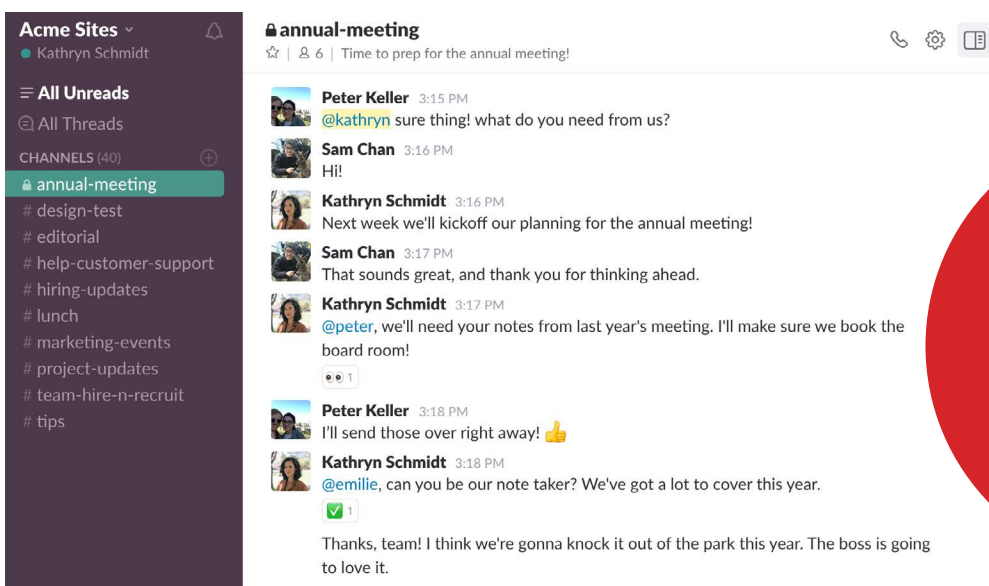 Acme Sites
Kathryn Schmidt
All Unreads
All Threads
CHANNELS (40)
annual-meeting
# design-test
# editorial
# help-customer-support
# hiring-updates
# lunch
# marketing-events
# project-updates
# team-hire-n-recruit
# tips
annual-meeting
6 | Time to prep for the annual meeting!
Peter Keller 3:15 PM
@kathryn sure thing! what do you need from us?
Sam Chan 3:16 PM
Hi!
Kathryn Schmidt 3:16 PM
Next week we'll kickoff our planning for the annual meeting!
Sam Chan 3:17 PM
That sounds great, and thank you for thinking ahead.
Kathryn Schmidt 3:17 PM
@peter, we'll need your notes from last year's meeting. I'll make sure we book the
board room!
1
Peter Keller 3:18 PM
I'll send those over right away!
Kathryn Schmidt 3:18 PM
@emilie, can you be our note taker? We've got a lot to cover this year.
1
Thanks, team! I think we're gonna knock it out of the park this year. The boss is going
to love it.